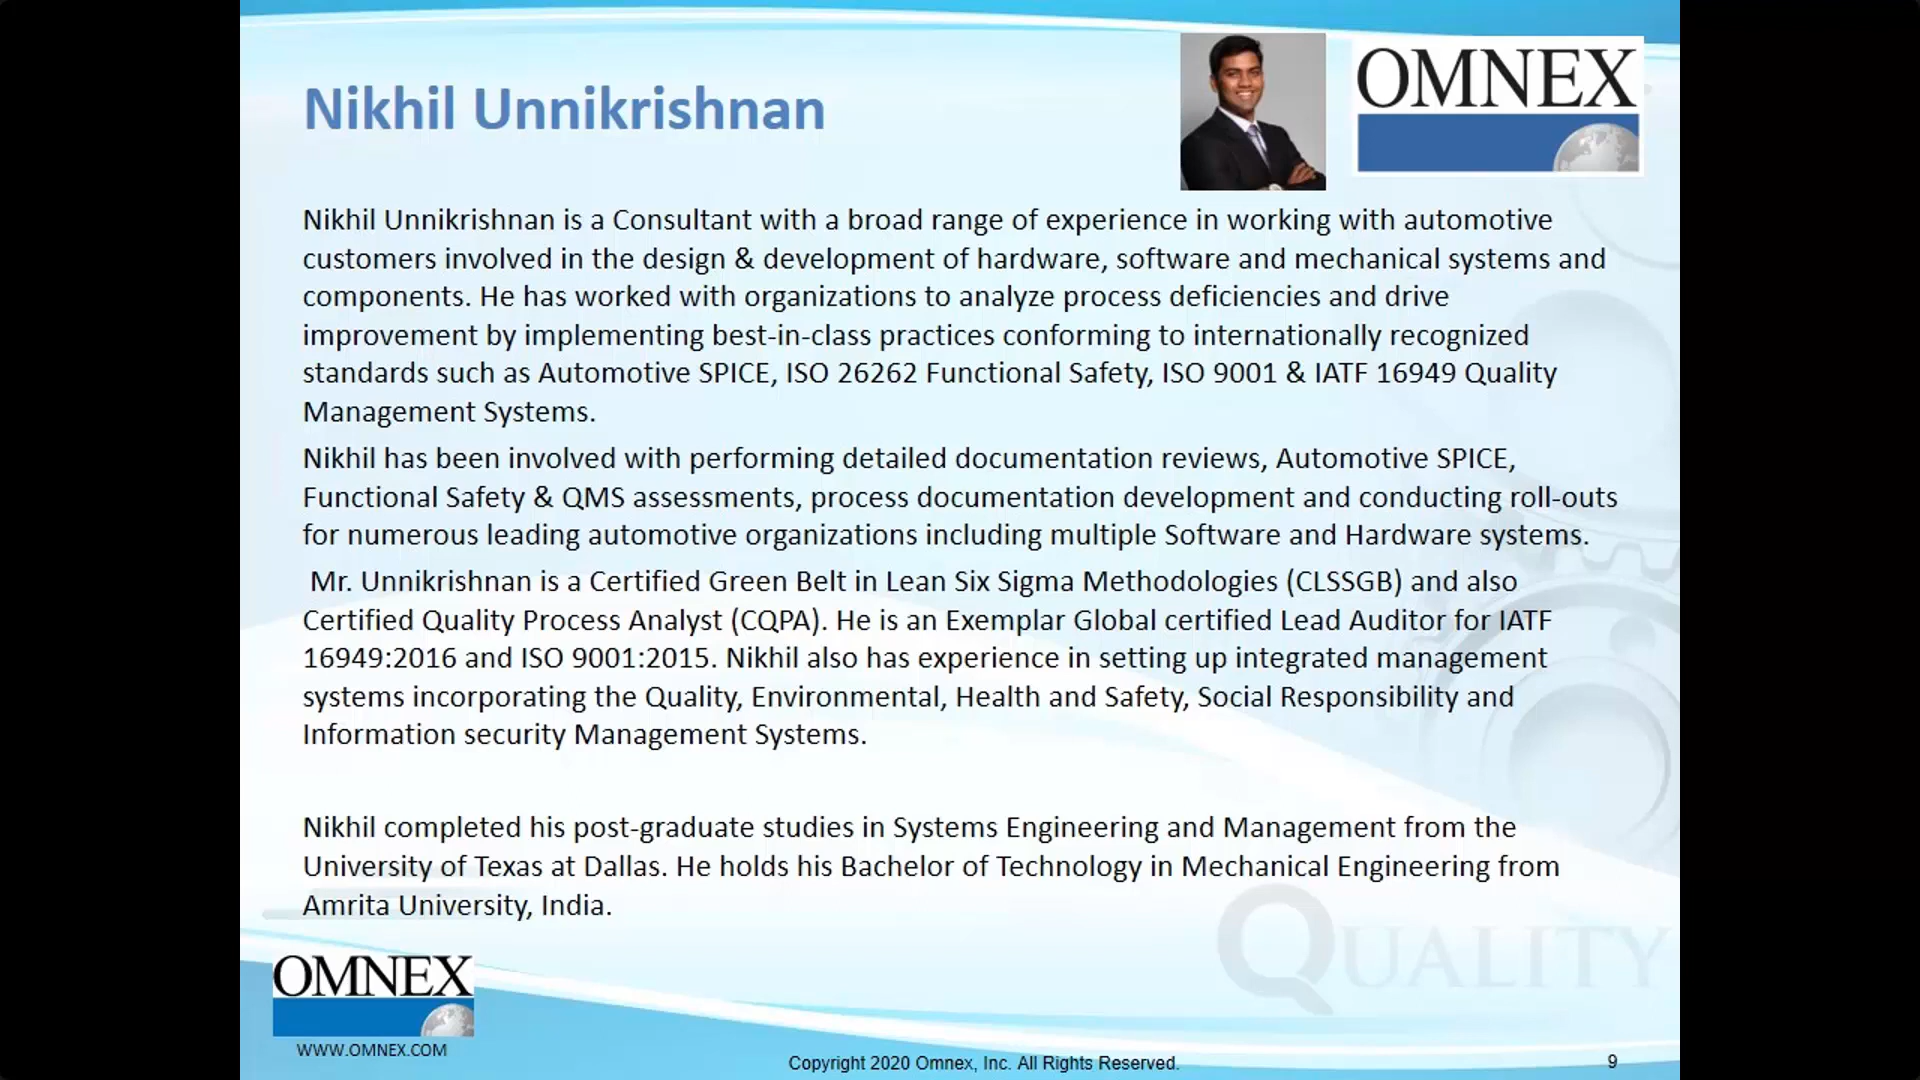 Nikhil Unnikrishnan
OMNEX
Nikhil Unnikrishnan is a Consultant with a broad range of experience in working with automotive
customers involved in the design & development of hardware, software and mechanical systems and
components. He has worked with organizations to analyze process deficiencies and drive
improvement by implementing best-in-class practices conforming to internationally recognized
standards such as Automotive SPICE, ISO 26262 Functional Safety, ISO 9001 & IATF 16949 Quality
Management Systems.
Nikhil has been involved with performing detailed documentation reviews, Automotive SPICE,
Functional Safety & QMS assessments, process documentation development and conducting roll-outs
for numerous leading automotive organizations including multiple Software and Hardware systems.
Mr. Unnikrishnan is a Certified Green Belt in Lean Six Sigma Methodologies (CLSSGB) and also
Certified Quality Process Analyst (CQPA). He is an Exemplar Global certified Lead Auditor for IATF
16949:2016 and ISO 9001:2015. Nikhil also has experience in setting up integrated management
systems incorporating the Quality, Environmental, Health and Safety, Social Responsibility and
Information security Management Systems.
Nikhil completed his post-graduate studies in Systems Engineering and Management from the
University of Texas at Dallas. He holds his Bachelor of Technology in Mechanical Engineering from
Amrita University, India.
QUALITY
OMNEX
WWW.OMNEX.COM
Copyright 2020 Omnex, Inc. All Rights Reserved.
9